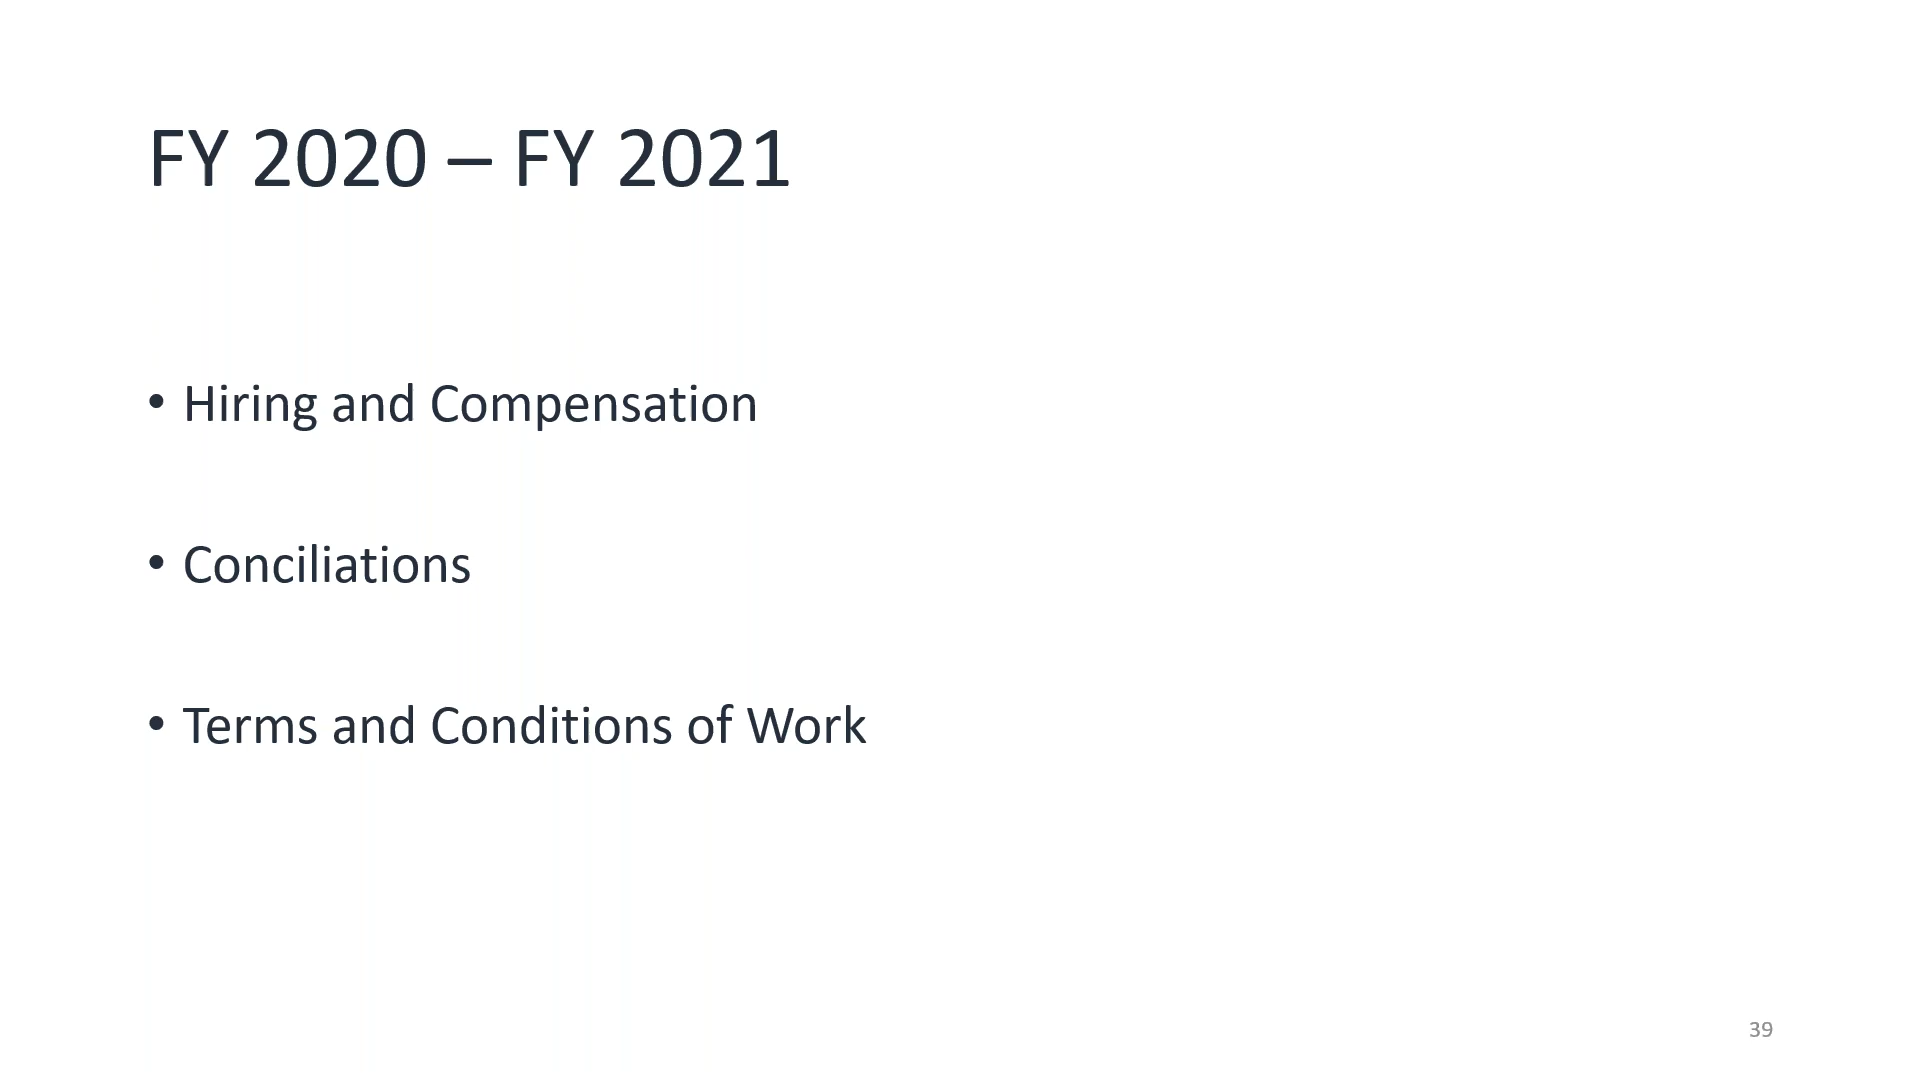 FY 2020 – FY 2021
• Hiring and Compensation
• Conciliations
• Terms and Conditions of Work
39